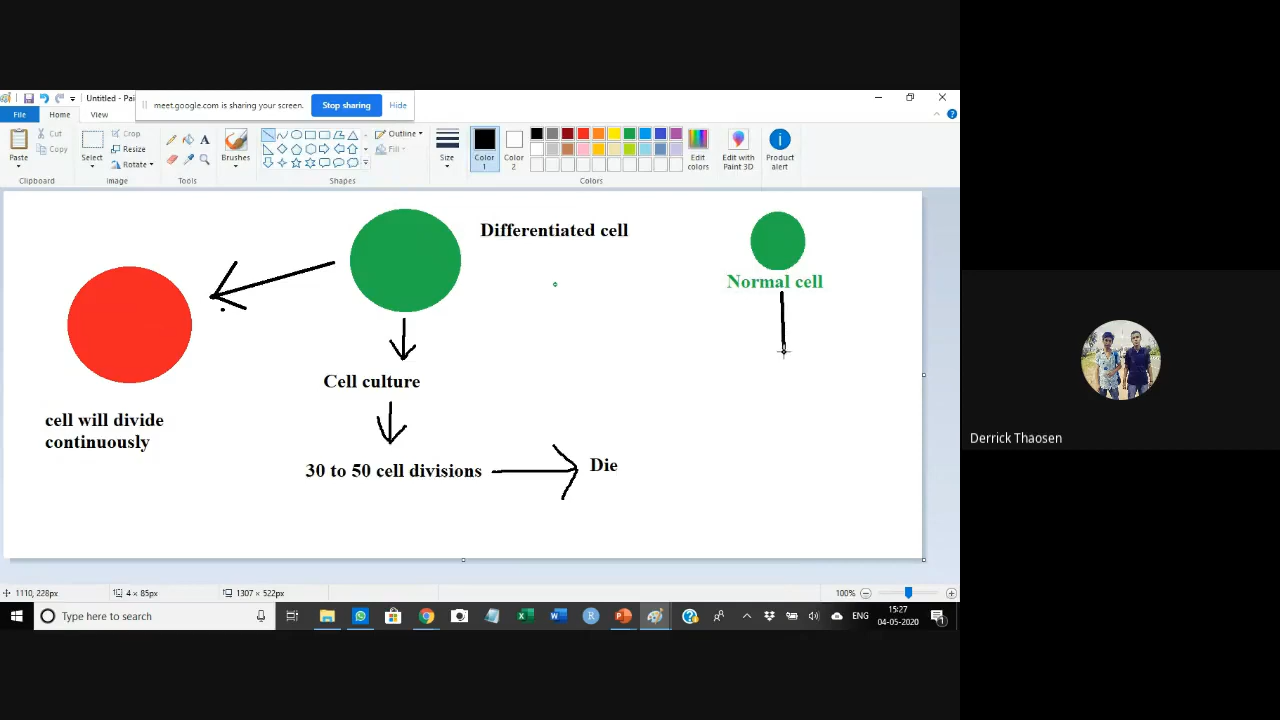 Untitled - Pai
meet.google.com is sharing your screen.
Stop sharing
Hide
File
Home
View
Paste
Cut
Copy
Clipboard
Select
Crop
Resize
Rotate
Image
Tools
Brushes
Shapes
Outline
Fill
Size
Color
1
Color
2
Edit
colors
Colors
Edit with
Paint 3D
Product
alert
Differentiated cell
Normal cell
Cell culture
cell will divide
continuously
30 to 50 cell divisions
Die
Derrick Thaosen
1110, 228px
4 × 85px
1307 × 522px
100%
Type here to search
ENG
15:27
04-05-2020